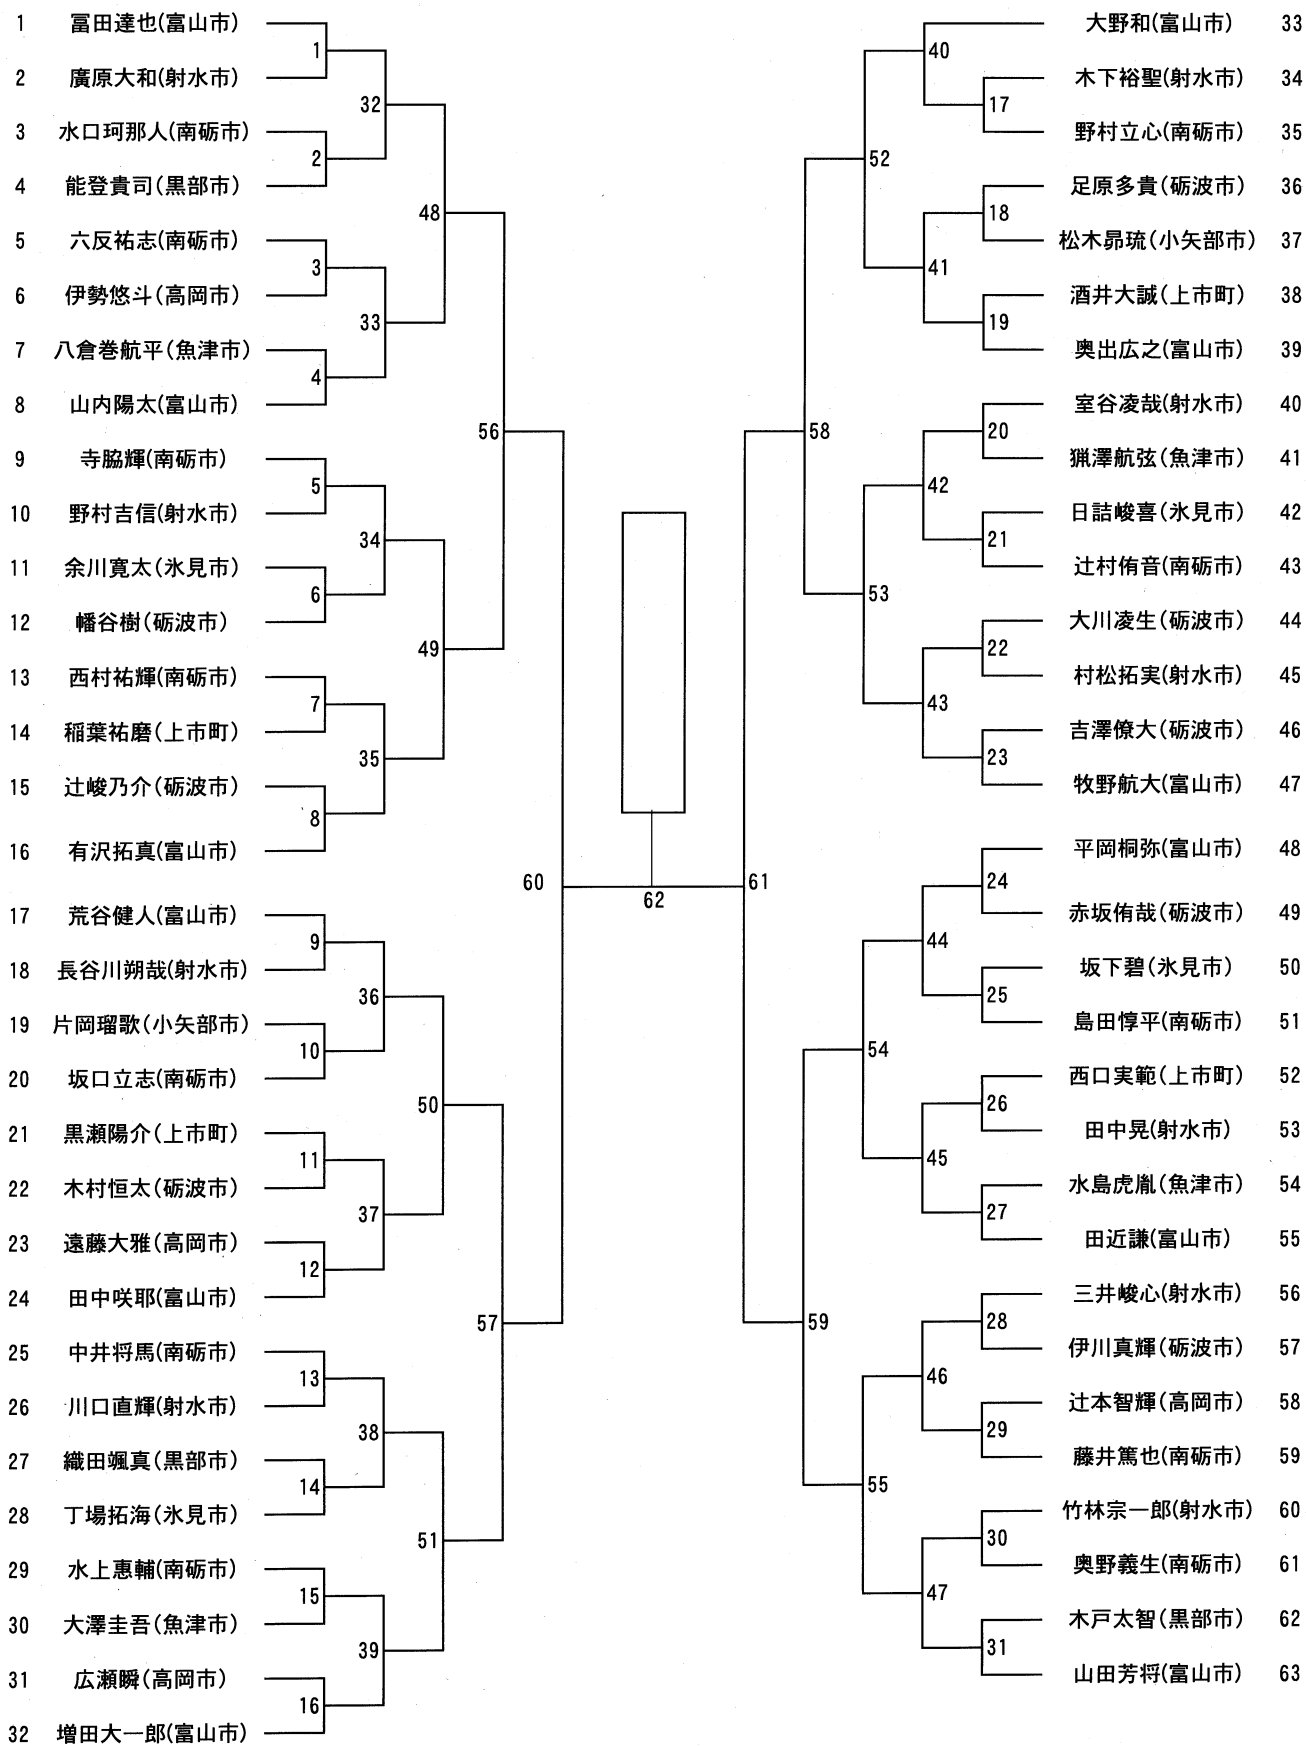 1 冨田達也(富山市)
2 廣原大和(射水市)
3 水口珂那人(南砺市)
4 能登貴司(黒部市)
5 六反祐志(南砺市)
6 伊勢悠斗(高岡市)
7 八倉巻航平(魚津市)
8 山内陽太(富山市)
9 寺脇輝(南砺市)
10 野村吉信(射水市)
11 余川寛太(氷見市)
12 幡谷樹(砺波市)
13 西村祐輝(南砺市)
14 稲葉祐磨(上市町)
15 辻峻乃介(砺波市)
16 有沢拓真(富山市)
17 荒谷健人(富山市)
18 長谷川朔哉(射水市)
19 片岡瑠歌(小矢部市)
20 坂口立志(南砺市)
21 黒瀬陽介(上市町)
22 木村恒太(砺波市)
23 遠藤大雅(高岡市)
24 田中咲耶(富山市)
25 中井将馬(南砺市)
26 川口直輝(射水市)
27 織田颯真(黒部市)
28 丁場拓海(氷見市)
29 水上惠輔(南砺市)
30 大澤圭吾(魚津市)
31 広瀬瞬(高岡市)
32 増田大一郎(富山市)
1
2
3
4
5
6
7
8
9
10
11
12
13
14
15
16
32
33
34
35
36
37
38
39
48
49
50
51
56
57
60
62
61
58
59
52
53
54
55
40
41
42
43
44
45
46
47
17
18
19
20
21
22
23
24
25
26
27
28
29
30
31
大野和(富山市) 33
木下裕聖(射水市) 34
野村立心(南砺市) 35
足原多貴(砺波市) 36
松木昴琉(小矢部市) 37
酒井大誠(上市町) 38
奥出広之(富山市) 39
室谷凌哉(射水市) 40
猟澤航弦(魚津市) 41
日詰峻喜(氷見市) 42
辻村侑音(南砺市) 43
大川凌生(砺波市) 44
村松拓実(射水市) 45
吉澤僚大(砺波市) 46
牧野航大(富山市) 47
平岡桐弥(富山市) 48
赤坂侑哉(砺波市) 49
坂下碧(氷見市) 50
島田惇平(南砺市) 51
西口実範(上市町) 52
田中晃(射水市) 53
水島虎胤(魚津市) 54
田近謙(富山市) 55
三井峻心(射水市) 56
伊川真輝(砺波市) 57
辻本智輝(高岡市) 58
藤井篤也(南砺市) 59
竹林宗一郎(射水市) 60
奥野義生(南砺市) 61
木戸太智(黒部市) 62
山田芳将(富山市) 63